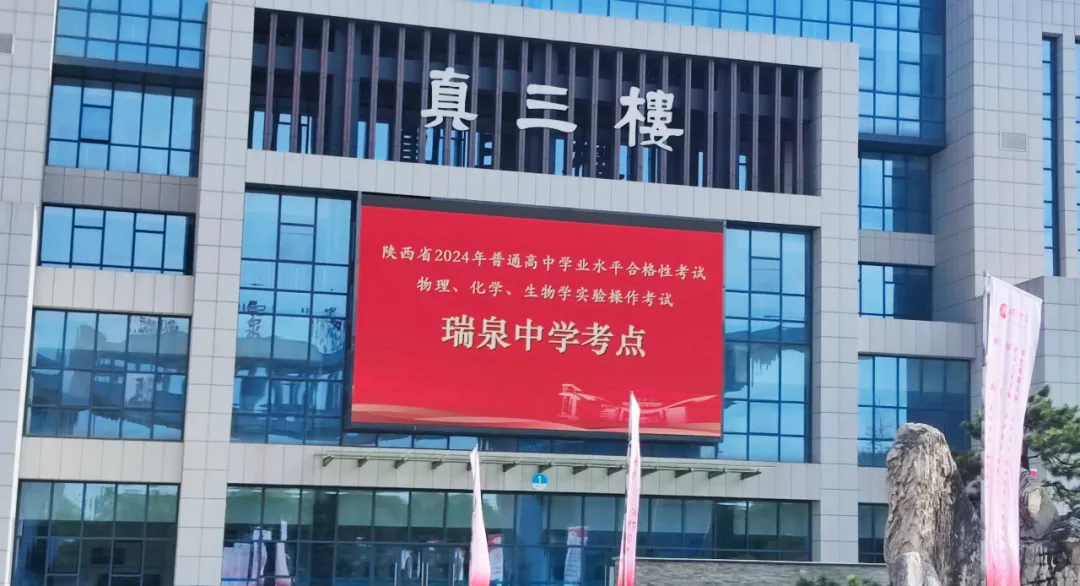 真三樓
陕西省2024年普通高中学业水平合格性考试
物理、化学、生物学实验操作考试
瑞泉中学考点
1